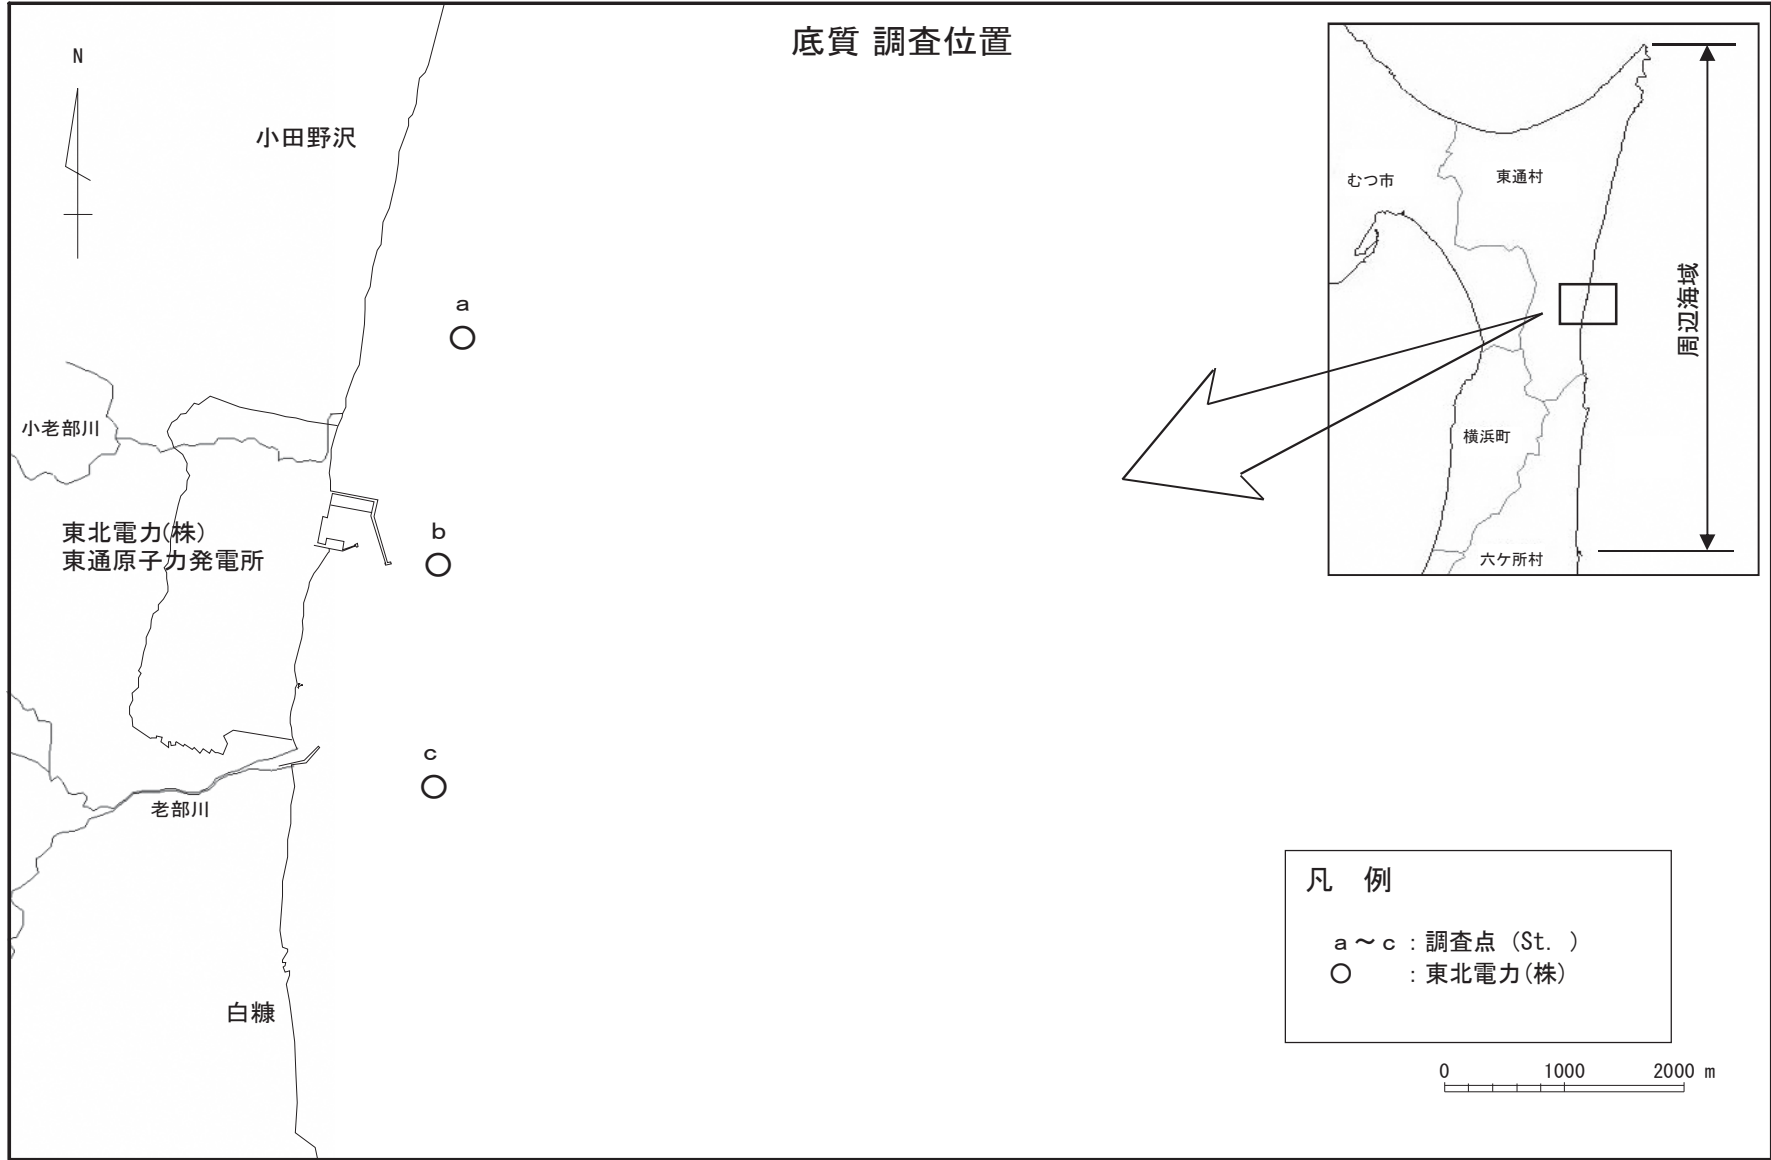 底質 調査位置
N
小田野沢
a
小老部川
東北電力(株)
東通原子力発電所
b
c
老部川
白糠
むつ市
東通村
周辺海域
横浜町
六ケ所村
凡 例
a~c：調査点 (St. )
○ ：東北電力(株)
0 1000 2000 m